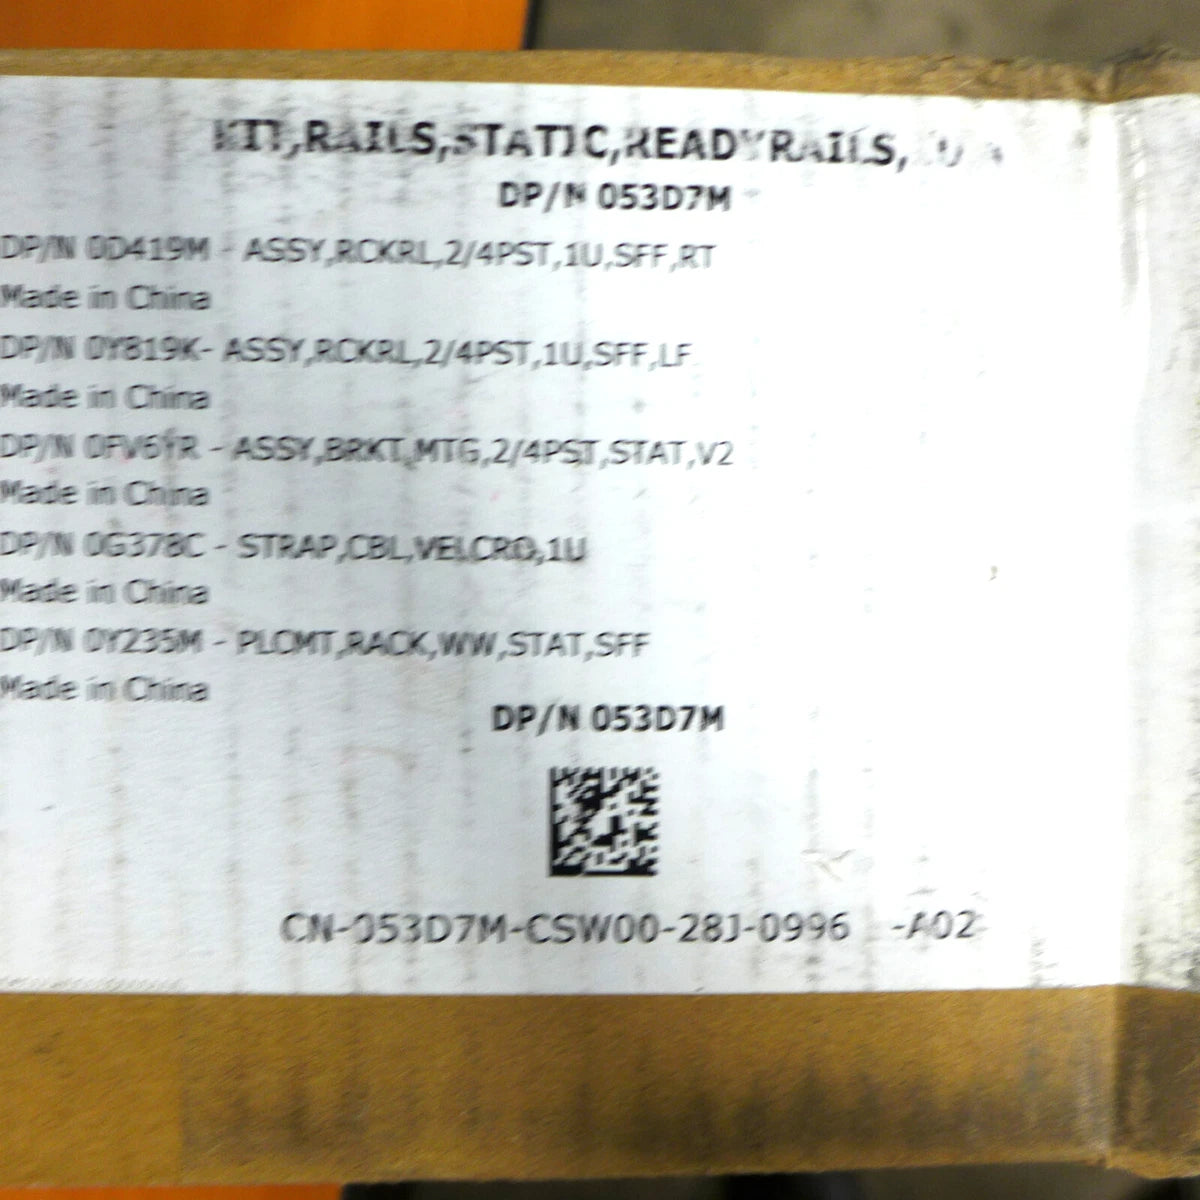 KIT,RAILS,STATIC,READYRAILS,
DP/N 053D7M
DP/N 0D419M - ASSY,RCKRL,2/4PST,1U,SFF,RT
Made in China
DP/N 0Y819K- ASSY,RCKRL,2/4PST,1U,SFF,LF
Made in China
DP/N 0FV6YR - ASSY,BRKT,MTG,2/4PST,STAT,V2
Made in China
DP/N 0G378C - STRAP,CBL,VELCRO,1U
Made in China
DP/N 0Y235M - PLCMT,RACK,WW,STAT,SFF
Made in China
DP/N 053D7M
CN-053D7M-CSW00-28J-0996 -A02